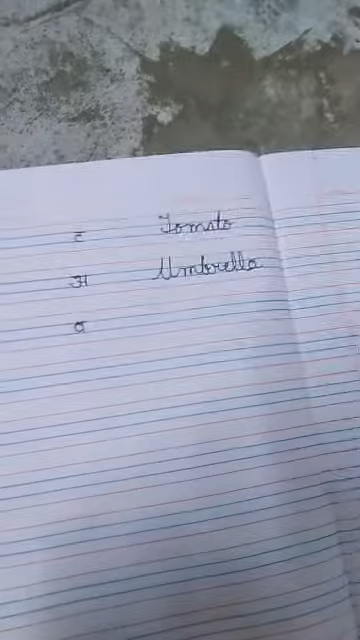 ट Tomato
अ Umbrella
व